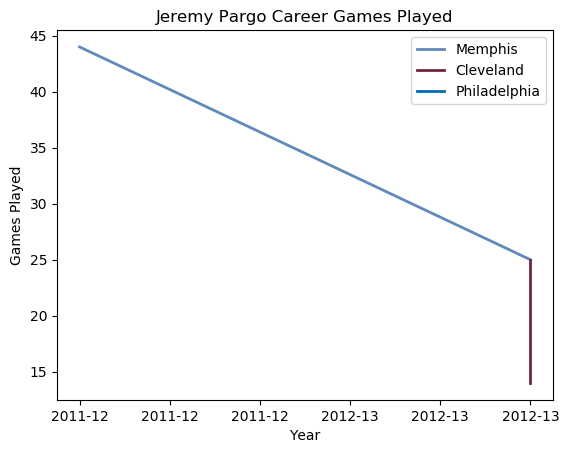 Jeremy Pargo Career Games Played
45
40
35
30
25
20
15
Games Played
Memphis
Cleveland
Philadelphia
2011-12 2011-12 2011-12 2012-13 2012-13 2012-13
Year